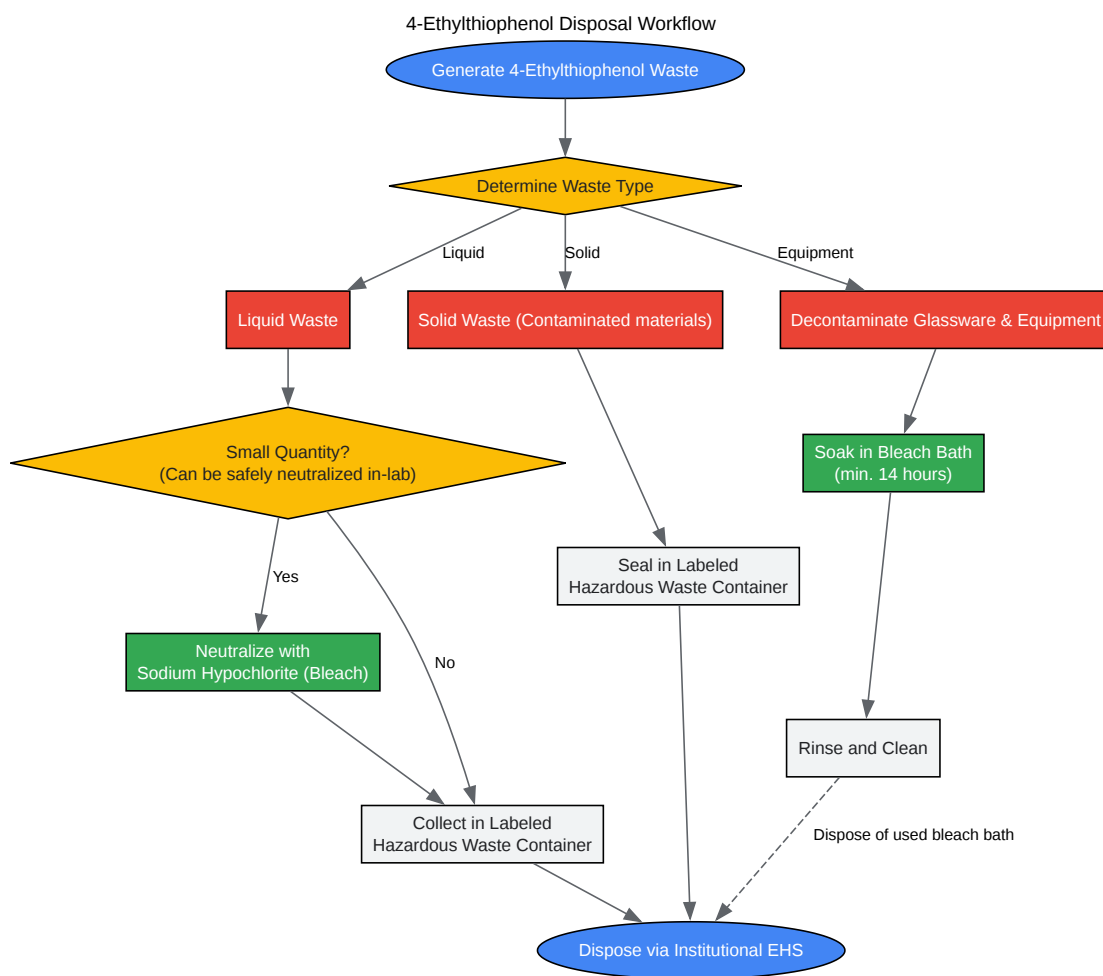 4-Ethylthiophenol Disposal Workflow
Generate 4-Ethylthiophenol Waste
Determine Waste Type
Liquid
Solid
Equipment
Liquid Waste
Solid Waste (Contaminated materials)
Decontaminate Glassware & Equipment
Small Quantity?
(Can be safely neutralized in-lab)
Soak in Bleach Bath
(min. 14 hours)
Seal in Labeled
Hazardous Waste Container
Yes
Neutralize with
Sodium Hypochlorite (Bleach)
No
Rinse and Clean
Collect in Labeled
Hazardous Waste Container
Dispose of used bleach bath
Dispose via Institutional EHS